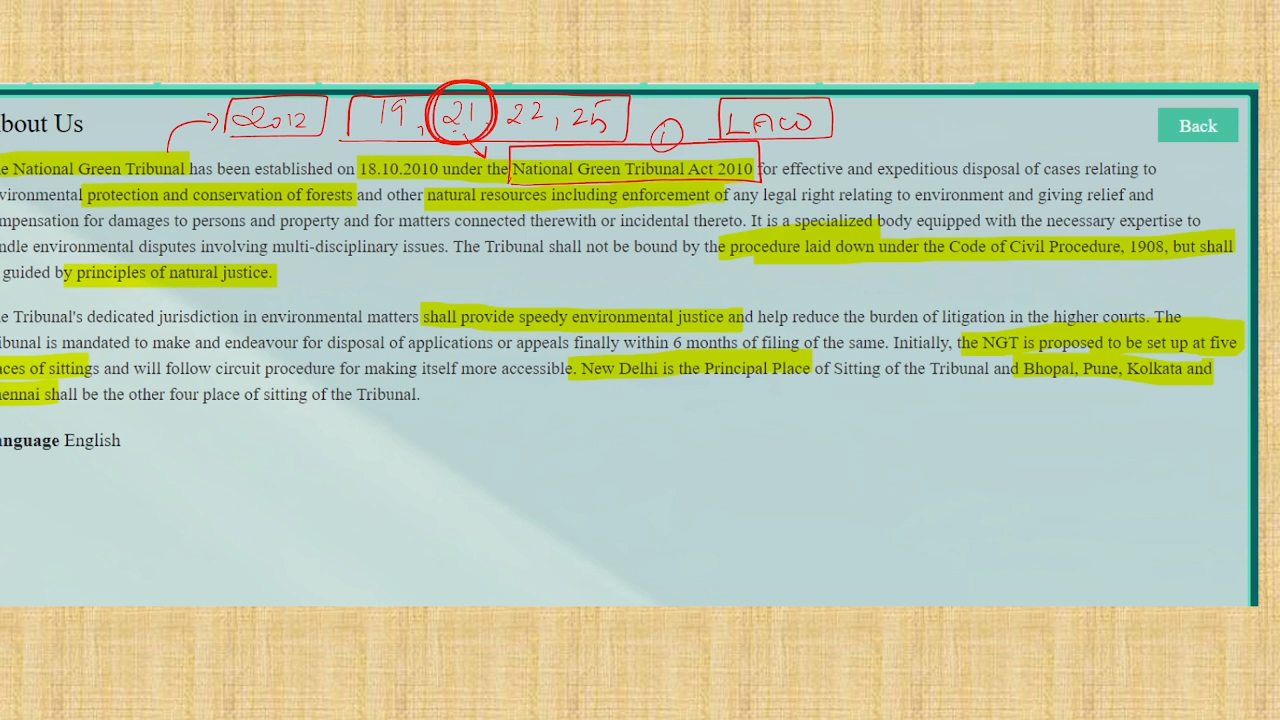 2012 19, 21, 22, 25 ① LAW
bout Us
Back
e National Green Tribunal has been established on 18.10.2010 under the National Green Tribunal Act 2010 for effective and expeditious disposal of cases relating to
vironmental protection and conservation of forests and other natural resources including enforcement of any legal right relating to environment and giving relief and
mpensation for damages to persons and property and for matters connected therewith or incidental thereto. It is a specialized body equipped with the necessary expertise to
ndle environmental disputes involving multi-disciplinary issues. The Tribunal shall not be bound by the procedure laid down under the Code of Civil Procedure, 1908, but shall
guided by principles of natural justice.
e Tribunal's dedicated jurisdiction in environmental matters shall provide speedy environmental justice and help reduce the burden of litigation in the higher courts. The
ibunal is mandated to make and endeavour for disposal of applications or appeals finally within 6 months of filing of the same. Initially, the NGT is proposed to be set up at five
aces of sittings and will follow circuit procedure for making itself more accessible. New Delhi is the Principal Place of Sitting of the Tribunal and Bhopal, Pune, Kolkata and
ennai shall be the other four place of sitting of the Tribunal.
anguage English